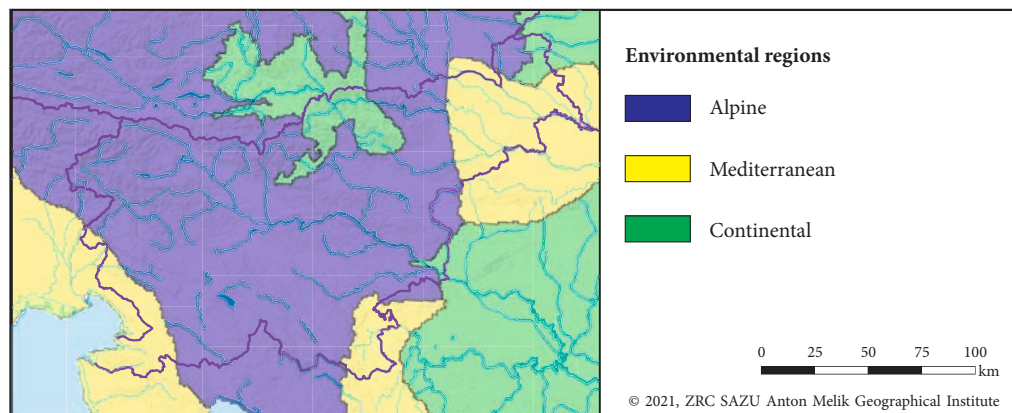 Environmental regions
Alpine
Mediterranean
Continental
0 25 50 75 100
km
© 2021, ZRC SAZU Anton Melik Geographical Institute